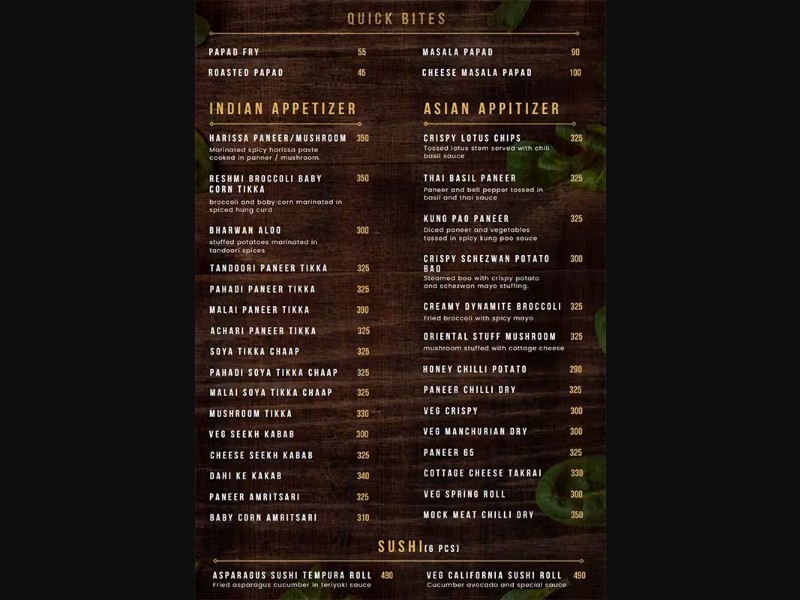 QUICK BITES
PAPAD FRY 55
ROASTED PAPAD 45
MASALA PAPAD 90
CHEESE MASALA PAPAD 100
INDIAN APPETIZER
HARISSA PANEER/MUSHROOM 350
Marinated spicy harissa paste
cooked in panner / mushroom.
RESHMI BROCCOLI BABY 350
CORN TIKKA
broccoli and baby corn marinated in
spiced hung curd
BHARWAN ALOO 300
stuffed potatoes marinated in
tandoori spices
TANDOORI PANEER TIKKA 325
PAHADI PANEER TIKKA 325
MALAI PANEER TIKKA 390
ACHARI PANEER TIKKA 325
SOYA TIKKA CHAAP 325
PAHADI SOYA TIKKA CHAAP 325
MALAI SOYA TIKKA CHAAP 325
MUSHROOM TIKKA 330
VEG SEEKH KABAB 300
CHEESE SEEKH KABAB 325
DAHI KE KAKAB 340
PANEER AMRITSARI 325
BABY CORN AMRITSARI 310
ASIAN APPITIZER
CRISPY LOTUS CHIPS 325
Tossed lotus stem served with chili
basil sauce
THAI BASIL PANEER 325
Paneer and bell pepper tossed in
basil and thai sauce
KUNG PAO PANEER 325
Diced paneer and vegetables
tossed in spicy kung pao sauce
CRISPY SCHEZWAN POTATO 300
BAO
Steamed bao with crispy potato
and schezwan mayo stuffing.
CREAMY DYNAMITE BROCCOLI 325
Fried broccoli with spicy mayo
ORIENTAL STUFF MUSHROOM 325
mushroom stuffed with cottage cheese
HONEY CHILLI POTATO 290
PANEER CHILLI DRY 325
VEG CRISPY 300
VEG MANCHURIAN DRY 300
PANEER 65 325
COTTAGE CHEESE TAKRAI 330
VEG SPRING ROLL 300
MOCK MEAT CHILLI DRY 350
SUSHI(6 PCS)
ASPARAGUS SUSHI TEMPURA ROLL 490
Fried asparagus cucumber in teriyaki sauce
VEG CALIFORNIA SUSHI ROLL 490
Cucumber avocado and special sauce